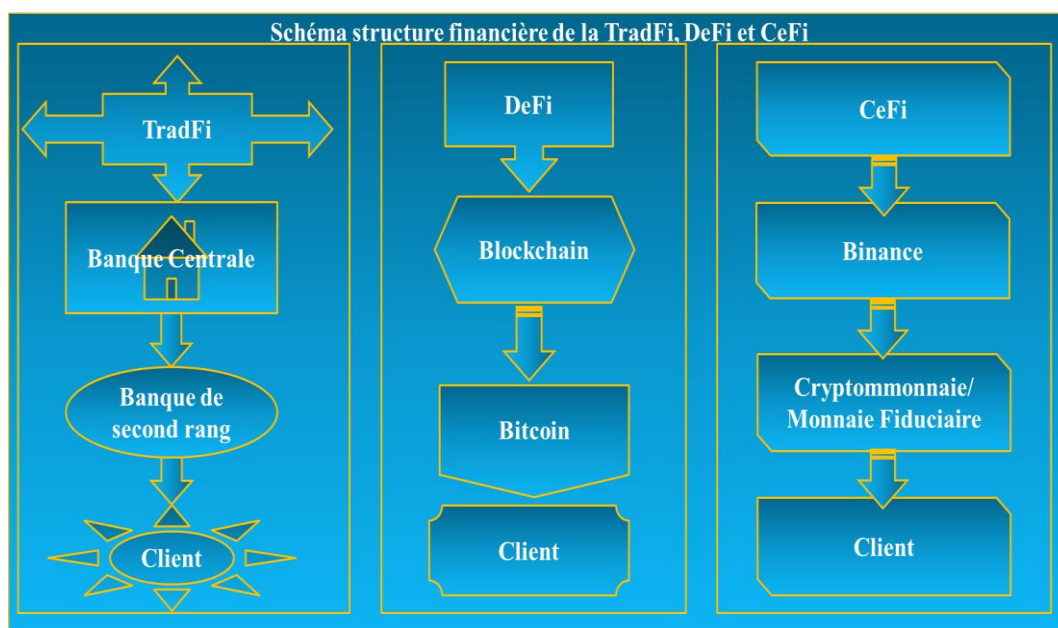 Schéma structure financière de la TradFi, DeFi et CeFi
TradFi
Banque Centrale
Banque de
second rang
Client
DeFi
Blockchain
Bitcoin
Client
CeFi
Binance
Cryptommonnaie/
Monnaie Fiduciaire
Client